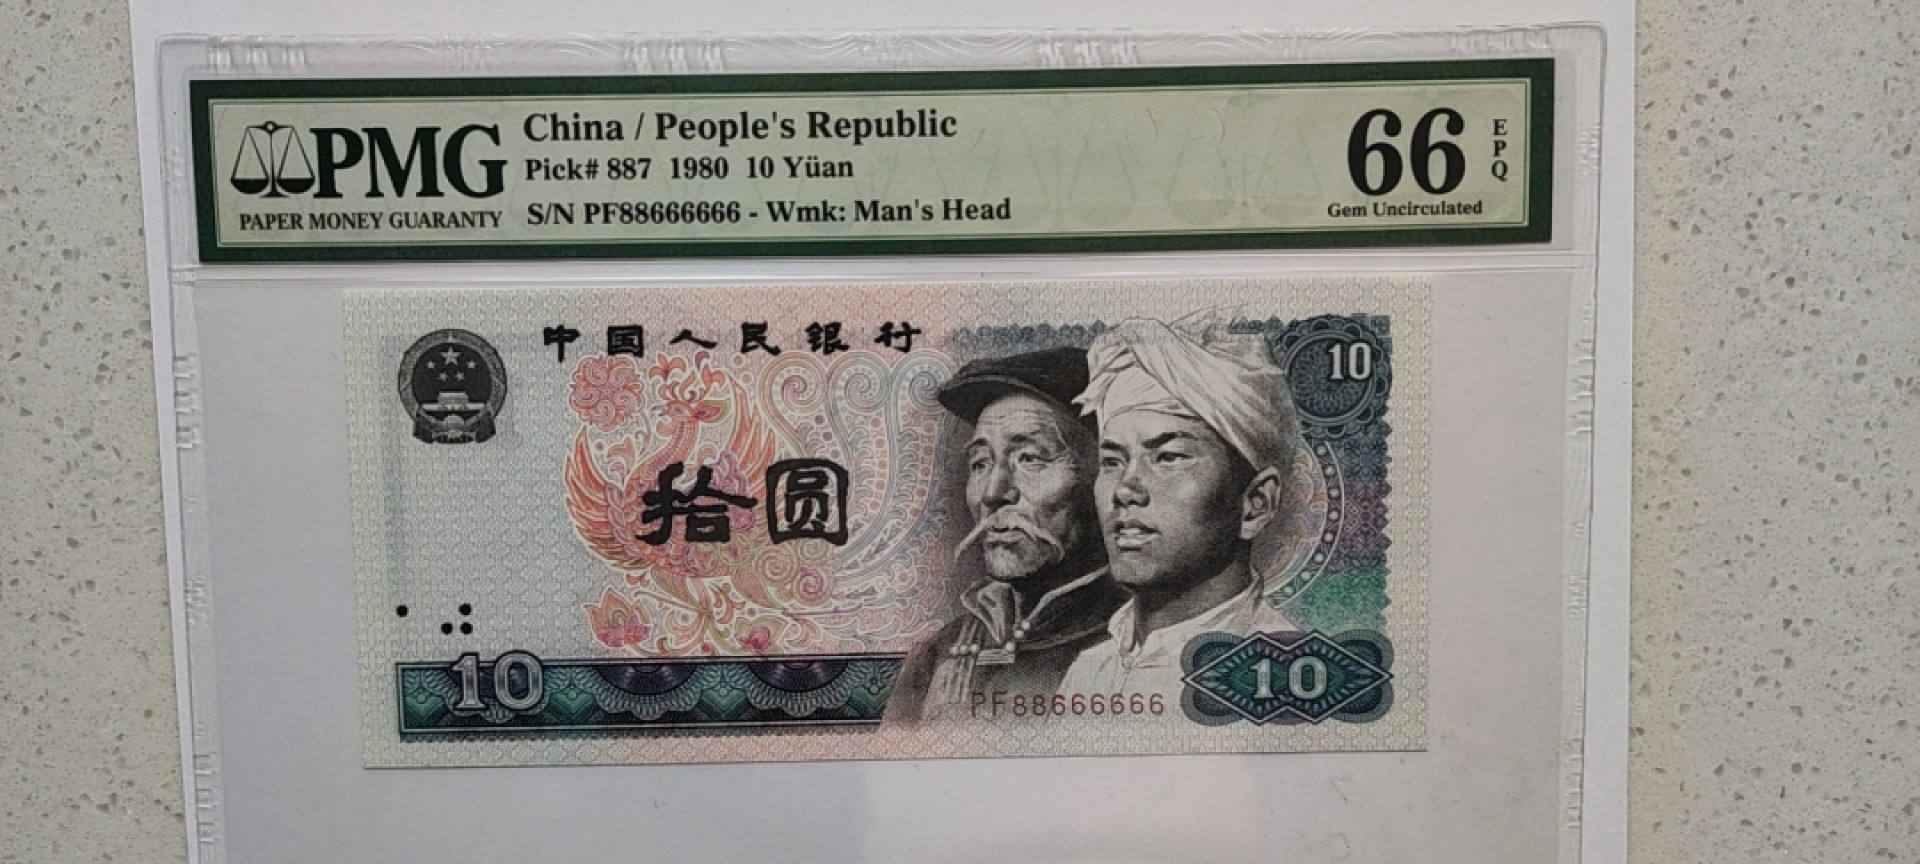 PMG
PAPER MONEY GUARANTY
China / People's Republic
Pick# 887 1980 10 Yüan
S/N PF88666666 - Wmk: Man's Head
66
EPQ
Gem Uncirculated
中国人民银行
10
拾圆
10
PF88666666
10